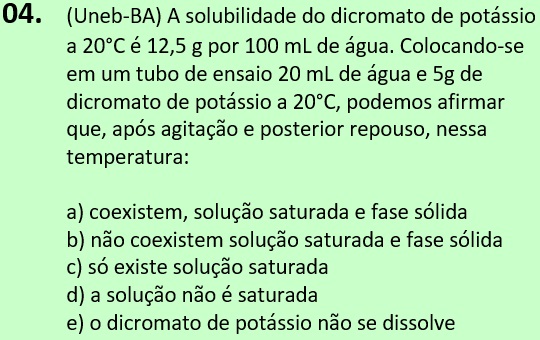 04. (Uneb-BA) A solubilidade do dicromato de potássio
a 20°C é 12,5 g por 100 mL de água. Colocando-se
em um tubo de ensaio 20 mL de água e 5g de
dicromato de potássio a 20°C, podemos afirmar
que, após agitação e posterior repouso, nessa
temperatura:
a) coexistem, solução saturada e fase sólida
b) não coexistem solução saturada e fase sólida
c) só existe solução saturada
d) a solução não é saturada
e) o dicromato de potássio não se dissolve